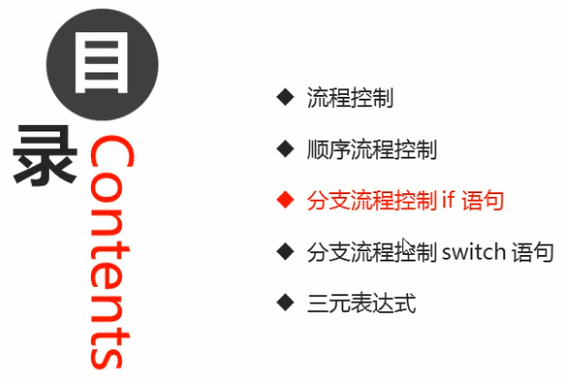 目录
Contents
流程控制
顺序流程控制
分支流程控制 if 语句
分支流程控制 switch 语句
三元表达式